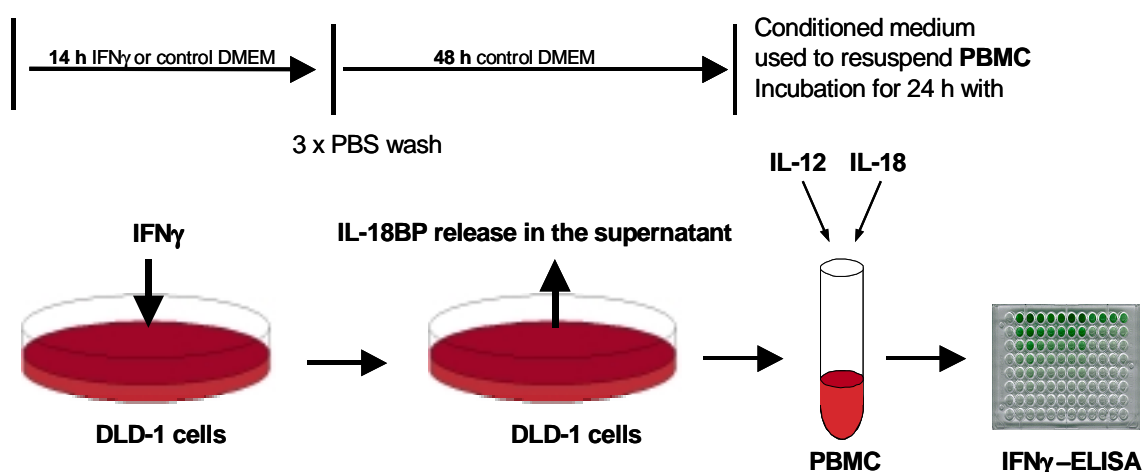 14 h IFNγ or control DMEM
48 h control DMEM
Conditioned medium
used to resuspend PBMC
Incubation for 24 h with
3 x PBS wash
IL-12 IL-18
IFNγ
IL-18BP release in the supernatant
DLD-1 cells
DLD-1 cells
PBMC
IFNγ –ELISA